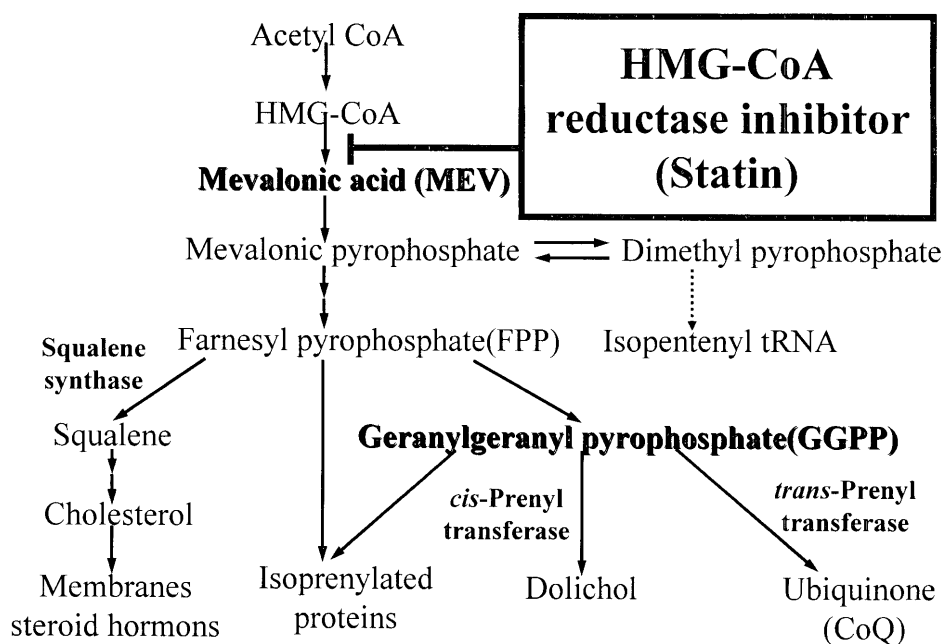 Acetyl CoA
HMG-CoA
reductase inhibitor
(Statin)
HMG-CoA
Mevalonic acid (MEV)
Mevalonic pyrophosphate
Dimethyl pyrophosphate
Squalene
synthase
Farnesyl pyrophosphate(FPP)
Isopentenyl tRNA
Squalene
Geranylgeranyl pyrophosphate(GGPP)
cis-Prenyl
transferase
trans-Prenyl
transferase
Cholesterol
Membranes
steroid hormons
Isoprenylated
proteins
Dolichol
Ubiquinone
(CoQ)